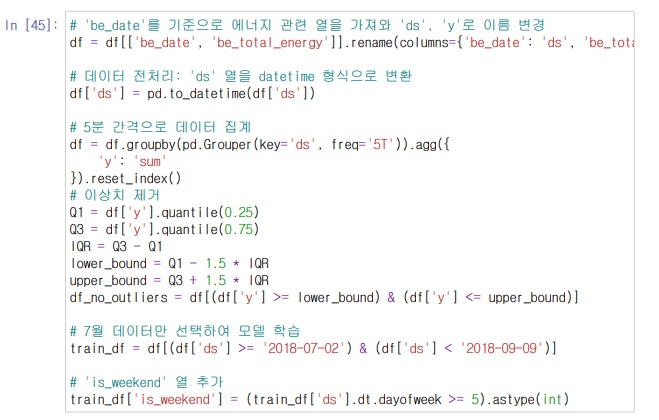 In [45]: # 'be_date'를 기준으로 에너지 관련 열을 가져와 'ds', 'y'로 이름 변경
df = df[['be_date', 'be_total_energy']].rename(columns={'be_date': 'ds', 'be_tota
# 데이터 전처리: 'ds' 열을 datetime 형식으로 변환
df['ds'] = pd.to_datetime(df['ds'])
# 5분 간격으로 데이터 집계
df = df.groupby(pd.Grouper(key='ds', freq='5T')).agg({
    'y': 'sum'
}).reset_index()
# 이상치 제거
Q1 = df['y'].quantile(0.25)
Q3 = df['y'].quantile(0.75)
IQR = Q3 - Q1
lower_bound = Q1 - 1.5 * IQR
upper_bound = Q3 + 1.5 * IQR
df_no_outliers = df[(df['y'] >= lower_bound) & (df['y'] <= upper_bound)]
# 7월 데이터만 선택하여 모델 학습
train_df = df[(df['ds'] >= '2018-07-02') & (df['ds'] < '2018-09-09')]
# 'is_weekend' 열 추가
train_df['is_weekend'] = (train_df['ds'].dt.dayofweek >= 5).astype(int)